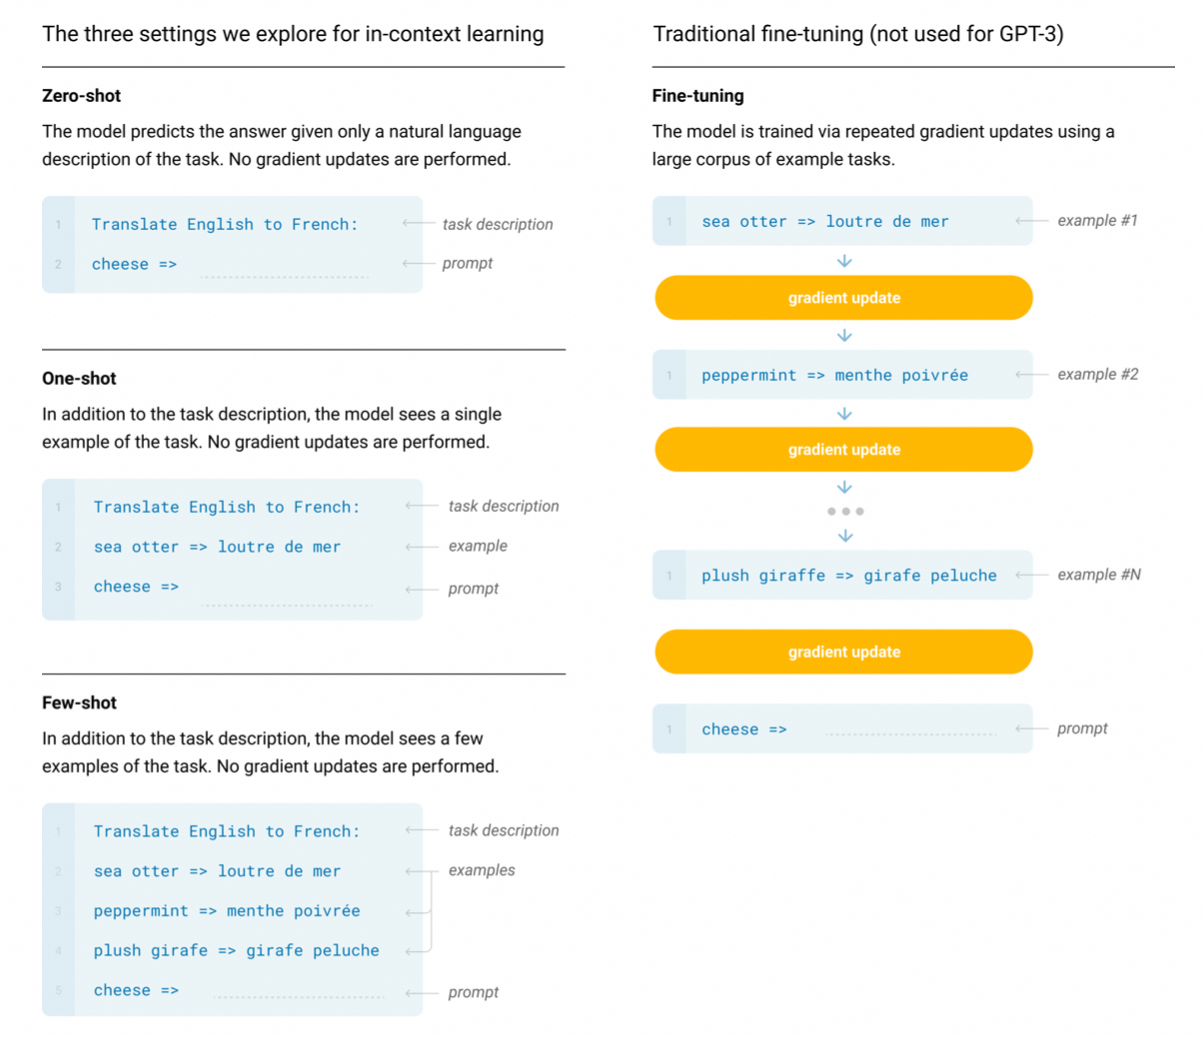 The three settings we explore for in-context learning
Zero-shot
The model predicts the answer given only a natural language
description of the task. No gradient updates are performed.
1 Translate English to French: task description
2 cheese => prompt
One-shot
In addition to the task description, the model sees a single
example of the task. No gradient updates are performed.
1 Translate English to French: task description
2 sea otter => loutre de mer example
3 cheese => prompt
Few-shot
In addition to the task description, the model sees a few
examples of the task. No gradient updates are performed.
1 Translate English to French: task description
2 sea otter => loutre de mer examples
3 peppermint => menthe poivrée
4 plush girafe => girafe peluche
5 cheese => prompt
Traditional fine-tuning (not used for GPT-3)
Fine-tuning
The model is trained via repeated gradient updates using a
large corpus of example tasks.
1 sea otter => loutre de mer example #1
gradient update
1 peppermint => menthe poivrée example #2
gradient update
1 plush giraffe => girafe peluche example #N
gradient update
1 cheese => prompt